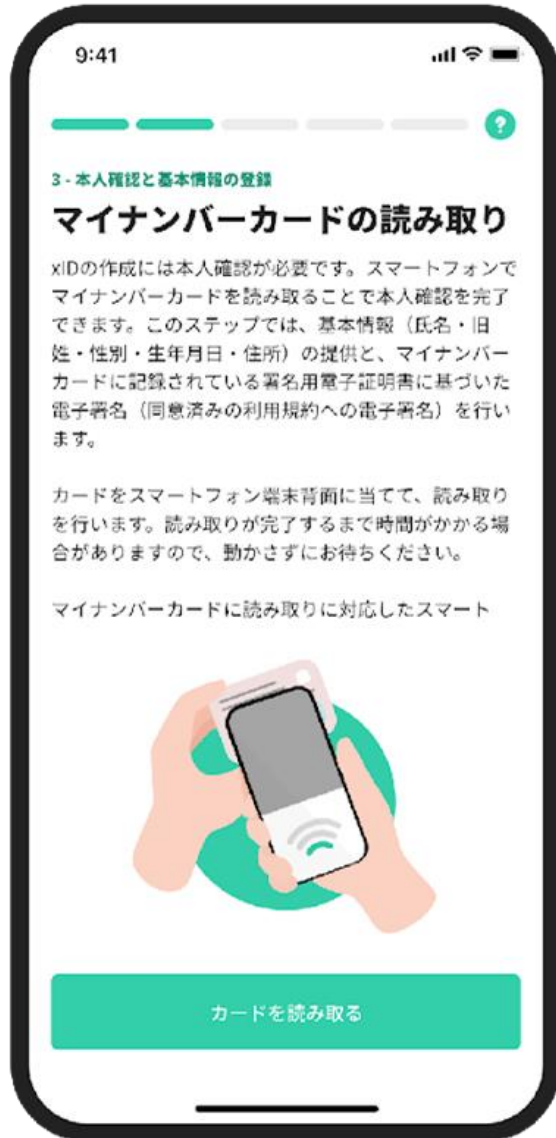 9:41
?
3 - 本人確認と基本情報の登録
マイナンバーカードの読み取り
xIDの作成には本人確認が必要です。スマートフォンで
マイナンバーカードを読み取ることで本人確認を完了
できます。このステップでは、基本情報（氏名・旧
姓・性別・生年月日・住所）の提供と、マイナンバー
カードに記録されている署名用電子証明書に基づいた
電子署名（同意済みの利用規約への電子署名）を行い
ます。
カードをスマートフォン端末背面に当てて、読み取り
を行います。読み取りが完了するまで時間がかかる場
合がありますので、動かさずにお待ちください。
マイナンバーカードに読み取りに対応したスマート
カードを読み取る